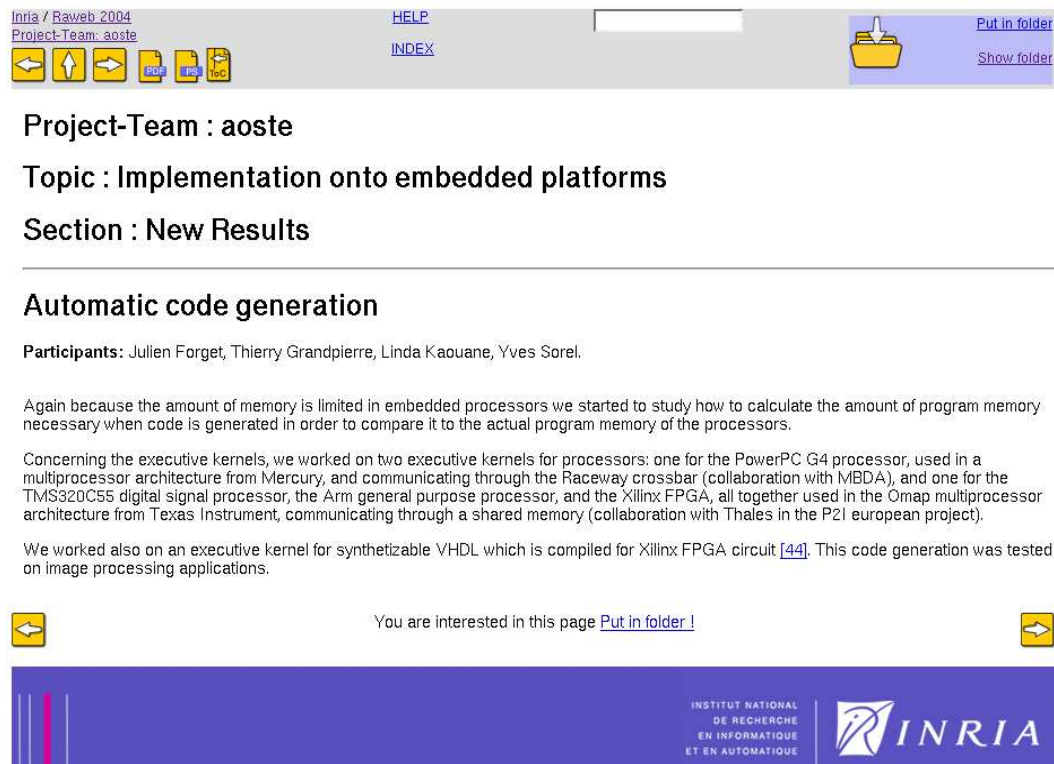 Inria / Raweb 2004
Project-Team: aoste
HELP
INDEX
Put in folder
Show folder
PDF
PS
ToC
Project-Team : aoste
Topic : Implementation onto embedded platforms
Section : New Results
Automatic code generation
Participants: Julien Forget, Thierry Grandpierre, Linda Kaouane, Yves Sorel.
Again because the amount of memory is limited in embedded processors we started to study how to calculate the amount of program memory
necessary when code is generated in order to compare it to the actual program memory of the processors.
Concerning the executive kernels, we worked on two executive kernels for processors: one for the PowerPC G4 processor, used in a
multiprocessor architecture from Mercury, and communicating through the Raceway crossbar (collaboration with MBDA), and one for the
TMS320C55 digital signal processor, the Arm general purpose processor, and the Xilinx FPGA, all together used in the Omap multiprocessor
architecture from Texas Instrument, communicating through a shared memory (collaboration with Thales in the P2I european project).
We worked also on an executive kernel for synthetizable VHDL which is compiled for Xilinx FPGA circuit [44]. This code generation was tested
on image processing applications.
You are interested in this page Put in folder !
INSTITUT NATIONAL
DE RECHERCHE
EN INFORMATIQUE
ET EN AUTOMATIQUE
INRIA